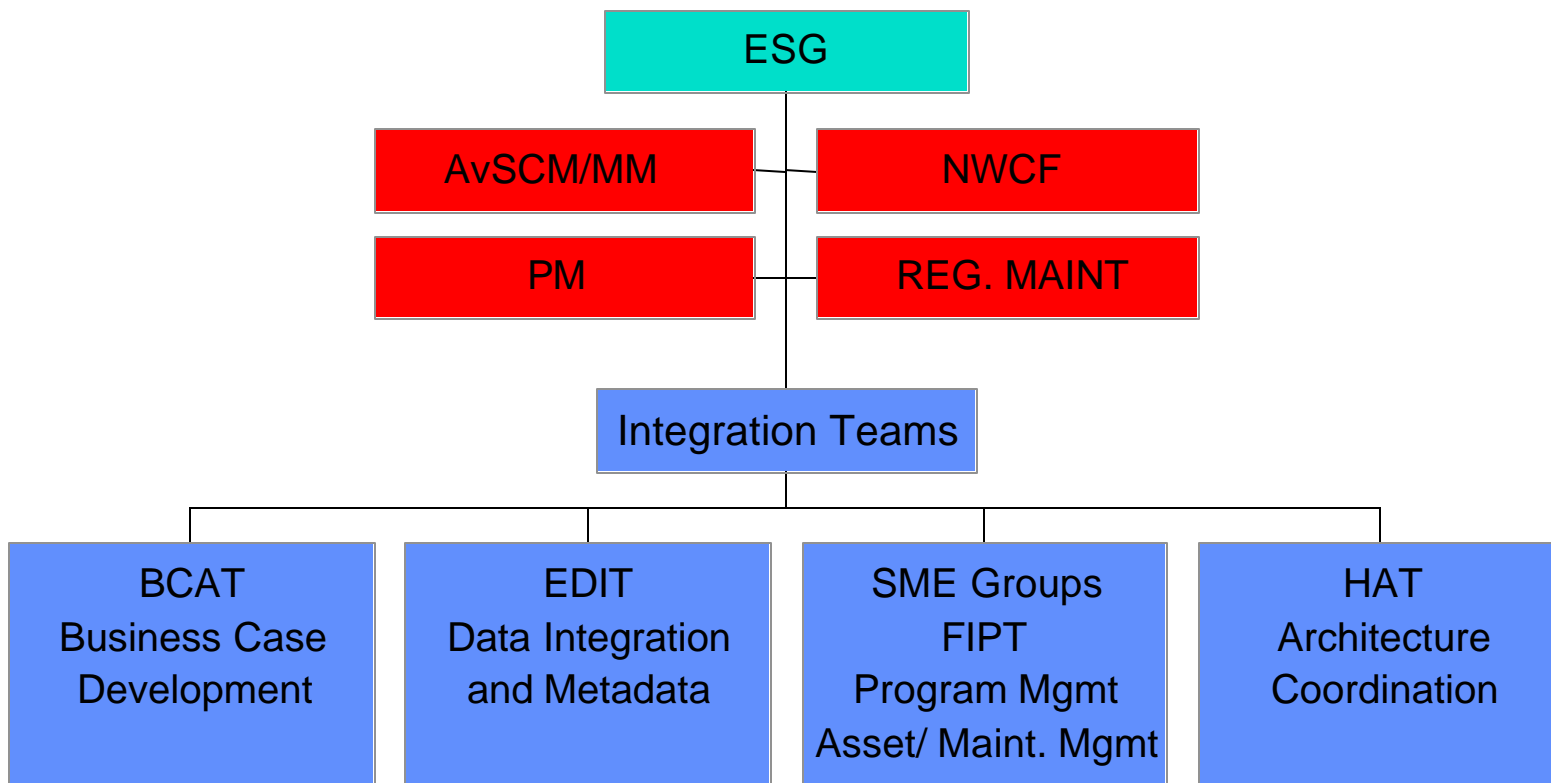 ESG
AvSCM/MM
NWCF
PM
REG. MAINT
Integration Teams
BCAT
Business Case
Development
EDIT
Data Integration
and Metadata
SME Groups
FIPT
Program Mgmt
Asset/ Maint. Mgmt
HAT
Architecture
Coordination